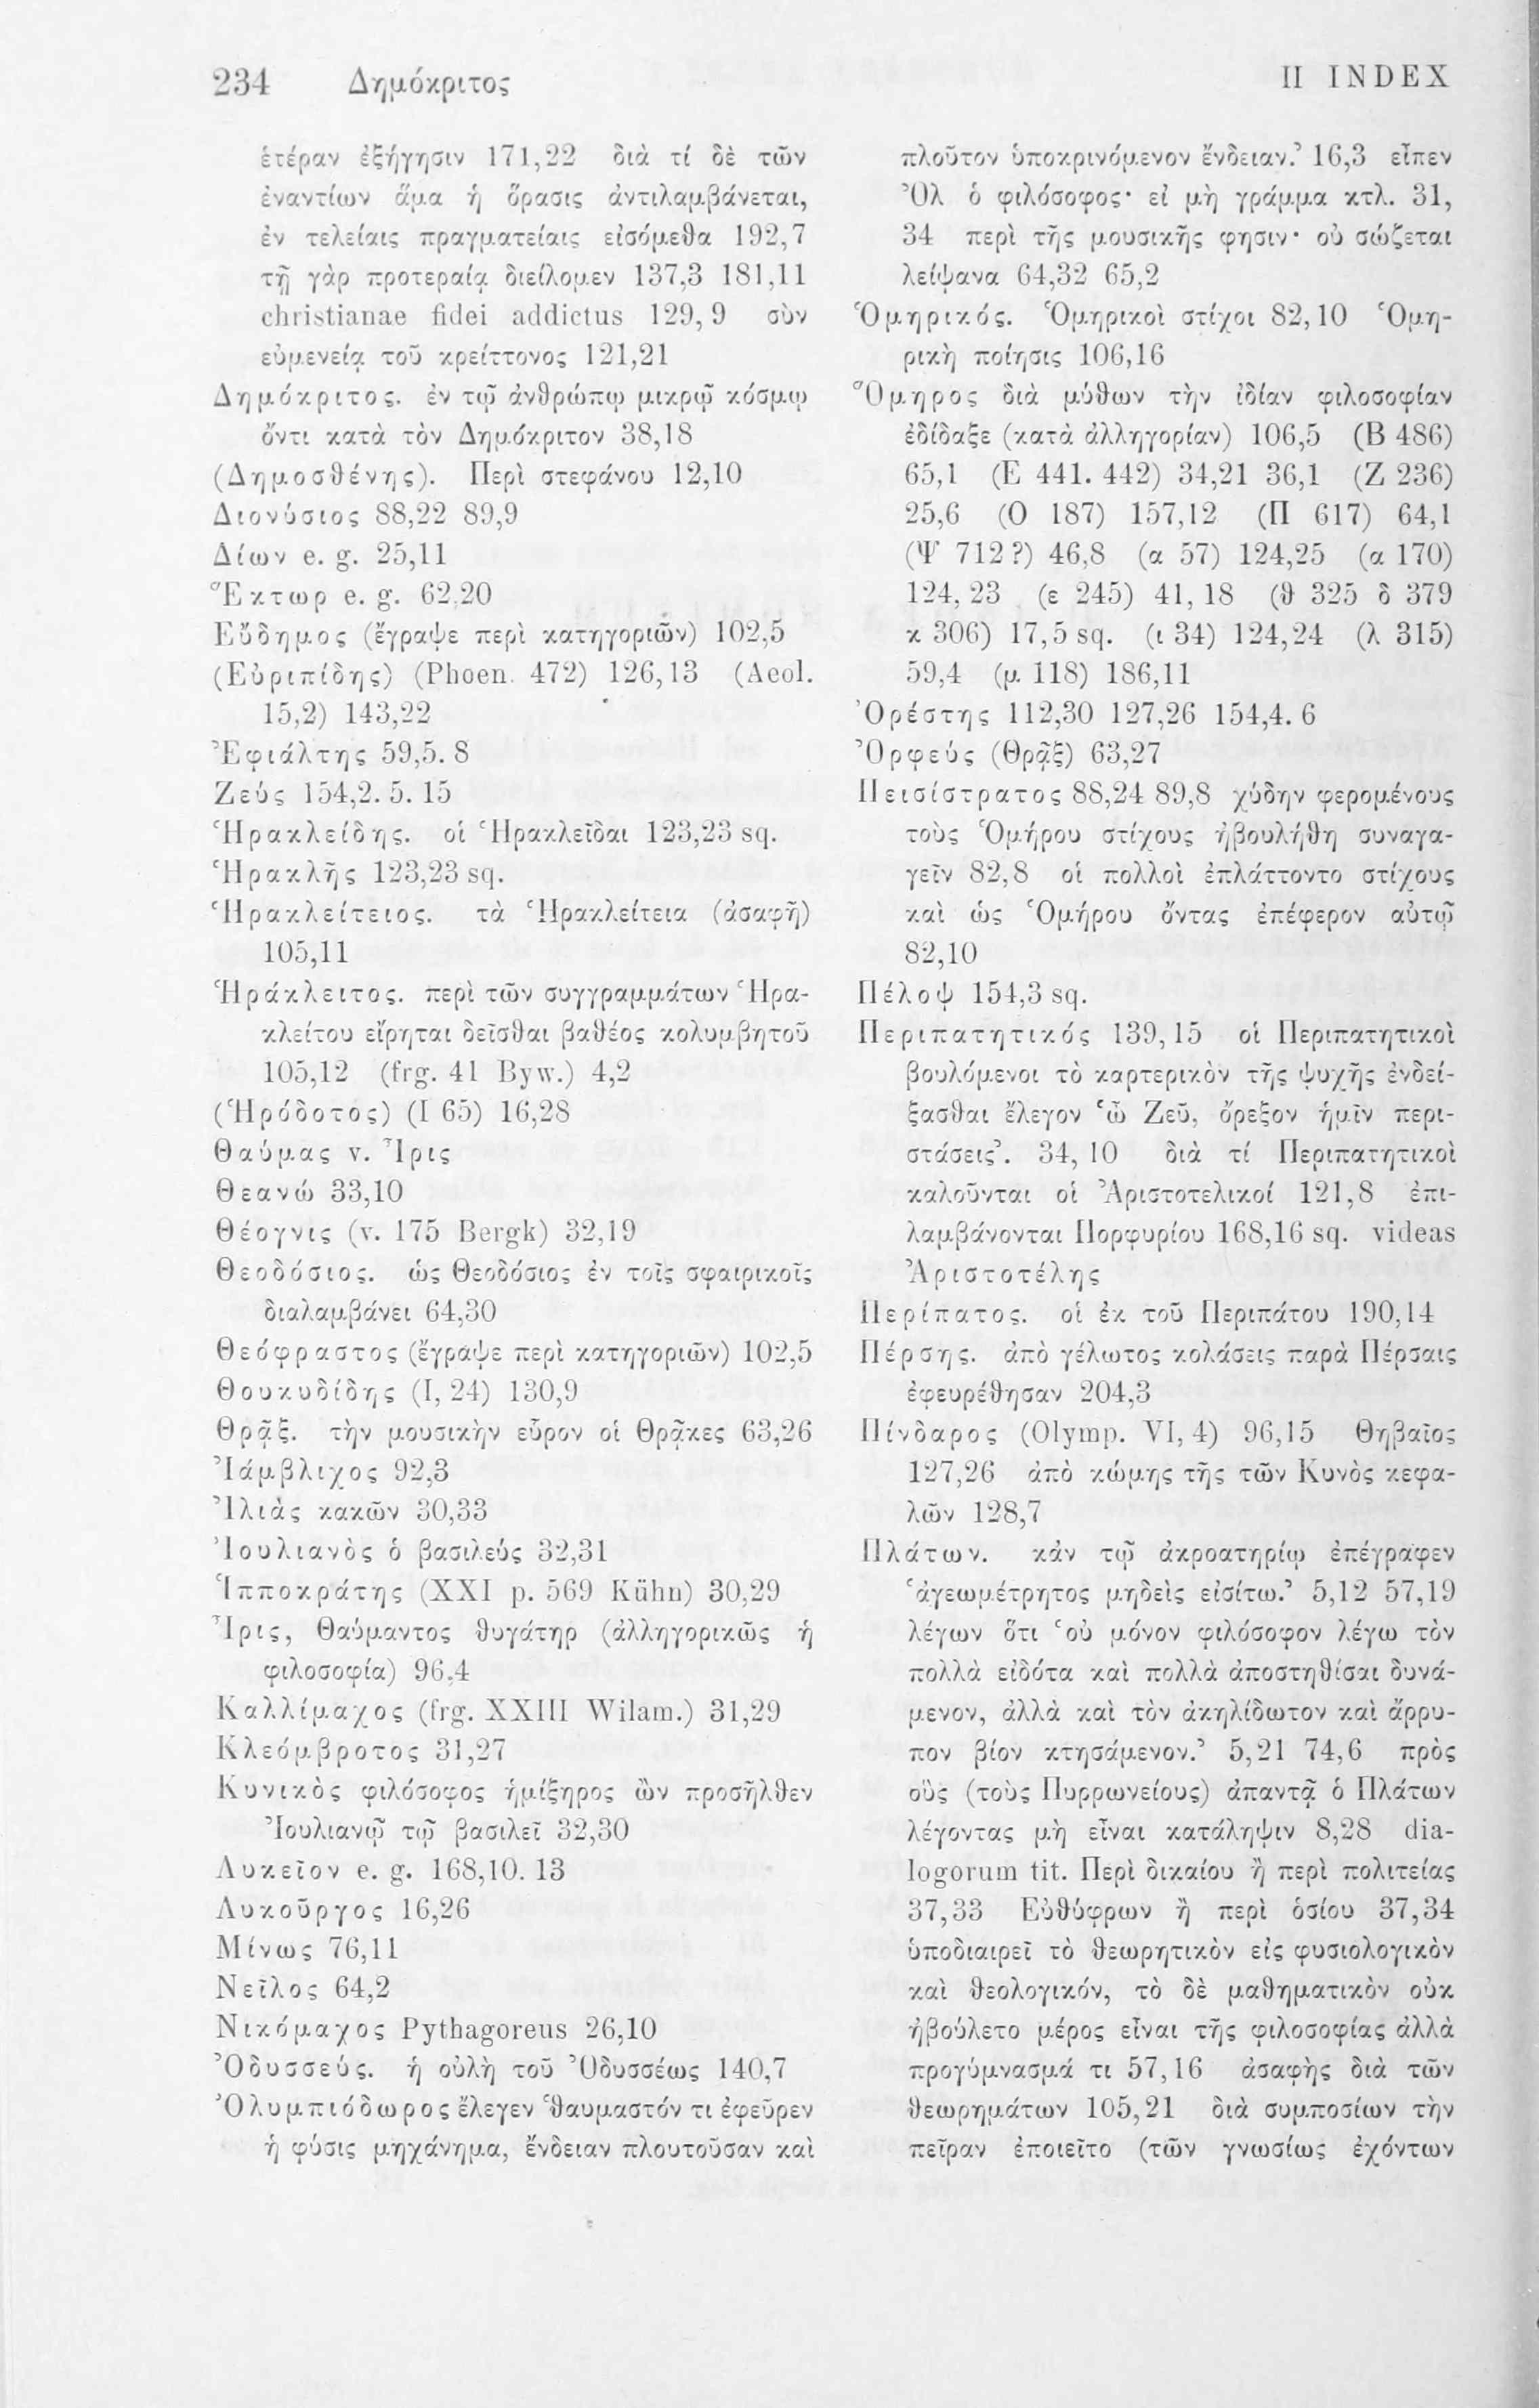 234 Δημόκριτος
II INDEX
ἑτέραν ἐξήγησιν 171,22 διὰ τί δὲ τῶν
ἐναντίων ἅμα ἡ ὅρασις ἀντιλαμβάνεται,
ἐν τελείαις πραγματείαις εἰσόμεθα 192,7
τῇ γὰρ προτεραίᾳ διείλομεν 137,3 181,11
christianae fidei addictus 129,9 σὺν
εὐμενείᾳ τοῦ κρείττονος 121,21
Δημόκριτος. ἐν τῷ ἀνθρώπῳ μικρῷ κόσμῳ
ὄντι κατὰ τὸν Δημόκριτον 38,18
(Δημοσθένης). Περὶ στεφάνου 12,10
Διονύσιος 88,22 89,9
Δίων e. g. 25,11
Ἕκτωρ e. g. 62,20
Εὔδημος (ἔγραψε περὶ κατηγοριῶν) 102,5
(Εὐριπίδης) (Phoen. 472) 126,13 (Aeol.
15,2) 143,22
Ἐφιάλτης 59,5. 8
Ζεύς 154,2. 5. 15
Ἡρακλείδης. οἱ Ἡρακλεῖδαι 123,23 sq.
Ἡρακλῆς 123,23 sq.
Ἡρακλείτειος. τὰ Ἡρακλείτεια (ἀσαφῆ)
105,11
Ἡράκλειτος. περὶ τῶν συγγραμμάτων Ἡρα-
κλείτου εἴρηται δεῖσθαι βαθέος κολυμβητοῦ
105,12 (frg. 41 Byw.) 4,2
(Ἡρόδοτος) (I 65) 16,28
Θαύμας v. Ἶρις
Θεανώ 33,10
Θέογνις (v. 175 Bergk) 32,19
Θεοδόσιος. ὡς Θεοδόσιος ἐν τοῖς σφαιρικοῖς
διαλαμβάνει 64,30
Θεόφραστος (ἔγραψε περὶ κατηγοριῶν) 102,5
Θουκυδίδης (I, 24) 130,9
Θρᾷξ. τὴν μουσικὴν εὗρον οἱ Θρᾷκες 63,26
Ἰάμβλιχος 92,3
Ἰλιὰς κακῶν 30,33
Ἰουλιανὸς ὁ βασιλεύς 32,31
Ἱπποκράτης (XXI p. 569 Kühn) 30,29
Ἶρις, Θαύμαντος θυγάτηρ (ἀλληγορικῶς ἡ
φιλοσοφία) 96,4
Καλλίμαχος (frg. XXIII Wilam.) 31,29
Κλεόμβροτος 31,27
Κυνικὸς φιλόσοφος ἡμίξηρος ὢν προσῆλθεν
Ἰουλιανῷ τῷ βασιλεῖ 32,30
Λυκεῖον e. g. 168,10. 13
Λυκοῦργος 16,26
Μίνως 76,11
Νεῖλος 64,2
Νικόμαχος Pythagoreus 26,10
Ὀδυσσεύς. ἡ οὐλὴ τοῦ Ὀδυσσέως 140,7
Ὀλυμπιόδωρος ἔλεγεν ʽθαυμαστόν τι ἐφεῦρεν
ἡ φύσις μηχάνημα, ἔνδειαν πλουτοῦσαν καὶ
πλοῦτον ὑποκρινόμενον ἔνδειαν.ʼ 16,3 εἶπεν
Ὀλ ὁ φιλόσοφος· εἰ μὴ γράμμα κτλ. 31,
34 περὶ τῆς μουσικῆς φησιν· οὐ σώζεται
λείψανα 64,32 65,2
Ὁμηρικός. Ὁμηρικοὶ στίχοι 82,10 Ὁμη-
ρικὴ ποίησις 106,16
Ὅμηρος διὰ μύθων τὴν ἰδίαν φιλοσοφίαν
ἐδίδαξε (κατὰ ἀλληγορίαν) 106,5 (B 486)
65,1 (E 441. 442) 34,21 36,1 (Z 236)
25,6 (O 187) 157,12 (Π 617) 64,1
(Ψ 712?) 46,8 (α 57) 124,25 (α 170)
124,23 (ε 245) 41,18 (θ 325 δ 379
κ 306) 17,5 sq. (ι 34) 124,24 (λ 315)
59,4 (μ 118) 186,11
Ὀρέστης 112,30 127,26 154,4. 6
Ὀρφεύς (Θρᾷξ) 63,27
Πεισίστρατος 88,24 89,8 χύδην φερομένους
τοὺς Ὁμήρου στίχους ἠβουλήθη συναγα-
γεῖν 82,8 οἱ πολλοὶ ἐπλάττοντο στίχους
καὶ ὡς Ὁμήρου ὄντας ἐπέφερον αὐτῷ
82,10
Πέλοψ 154,3 sq.
Περιπατητικός 139,15 οἱ Περιπατητικοὶ
βουλόμενοι τὸ καρτερικὸν τῆς ψυχῆς ἐνδεί-
ξασθαι ἔλεγον ʽὦ Ζεῦ, ὄρεξον ἡμῖν περι-
στάσειςʼ. 34,10 διὰ τί Περιπατητικοὶ
καλοῦνται οἱ Ἀριστοτελικοί 121,8 ἐπι-
λαμβάνονται Πορφυρίου 168,16 sq. videas
Ἀριστοτέλης
Περίπατος. οἱ ἐκ τοῦ Περιπάτου 190,14
Πέρσης. ἀπὸ γέλωτος κολάσεις παρὰ Πέρσαις
ἐφευρέθησαν 204,3
Πίνδαρος (Olymp. VI, 4) 96,15 Θηβαῖος
127,26 ἀπὸ κώμης τῆς τῶν Κυνὸς κεφα-
λῶν 128,7
Πλάτων. κἀν τῷ ἀκροατηρίῳ ἐπέγραφεν
ʽἀγεωμέτρητος μηδεὶς εἰσίτω.ʼ 5,12 57,19
λέγων ὅτι ʽοὐ μόνον φιλόσοφον λέγω τὸν
πολλὰ εἰδότα καὶ πολλὰ ἀποστηθίσαι δυνά-
μενον, ἀλλὰ καὶ τὸν ἀκηλίδωτον καὶ ἄρρυ-
πον βίον κτησάμενον.ʼ 5,21 74,6 πρὸς
οὓς (τοὺς Πυρρωνείους) ἀπαντᾷ ὁ Πλάτων
λέγοντας μὴ εἶναι κατάληψιν 8,28 dia-
logorum tit. Περὶ δικαίου ἢ περὶ πολιτείας
37,33 Εὐθύφρων ἢ περὶ ὁσίου 37,34
ὑποδιαιρεῖ τὸ θεωρητικὸν εἰς φυσιολογικὸν
καὶ θεολογικόν, τὸ δὲ μαθηματικὸν οὐκ
ἠβούλετο μέρος εἶναι τῆς φιλοσοφίας ἀλλὰ
προγύμνασμά τι 57,16 ἀσαφὴς διὰ τῶν
θεωρημάτων 105,21 διὰ συμποσίων τὴν
πεῖραν ἐποιεῖτο (τῶν γνωσίως ἐχόντων